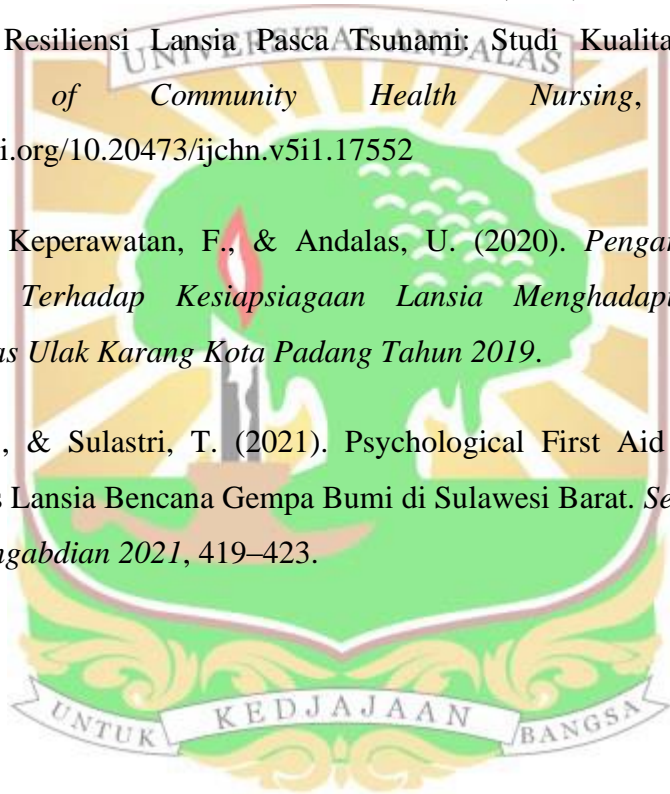 Resiliensi Lansia Pasca Tsunami: Studi Kualita
UNIVERSITAS ANDALAS
of Community Health Nursing,
i.org/10.20473/ijchn.v5i1.17552
Keperawatan, F., & Andalas, U. (2020). Pengar
Terhadap Kesiapsiagaan Lansia Menghadapi
as Ulak Karang Kota Padang Tahun 2019.
., & Sulastri, T. (2021). Psychological First Aid
s Lansia Bencana Gempa Bumi di Sulawesi Barat. Se
ngabdian 2021, 419–423.
UNTUK KEDJAJAAN BANGSA